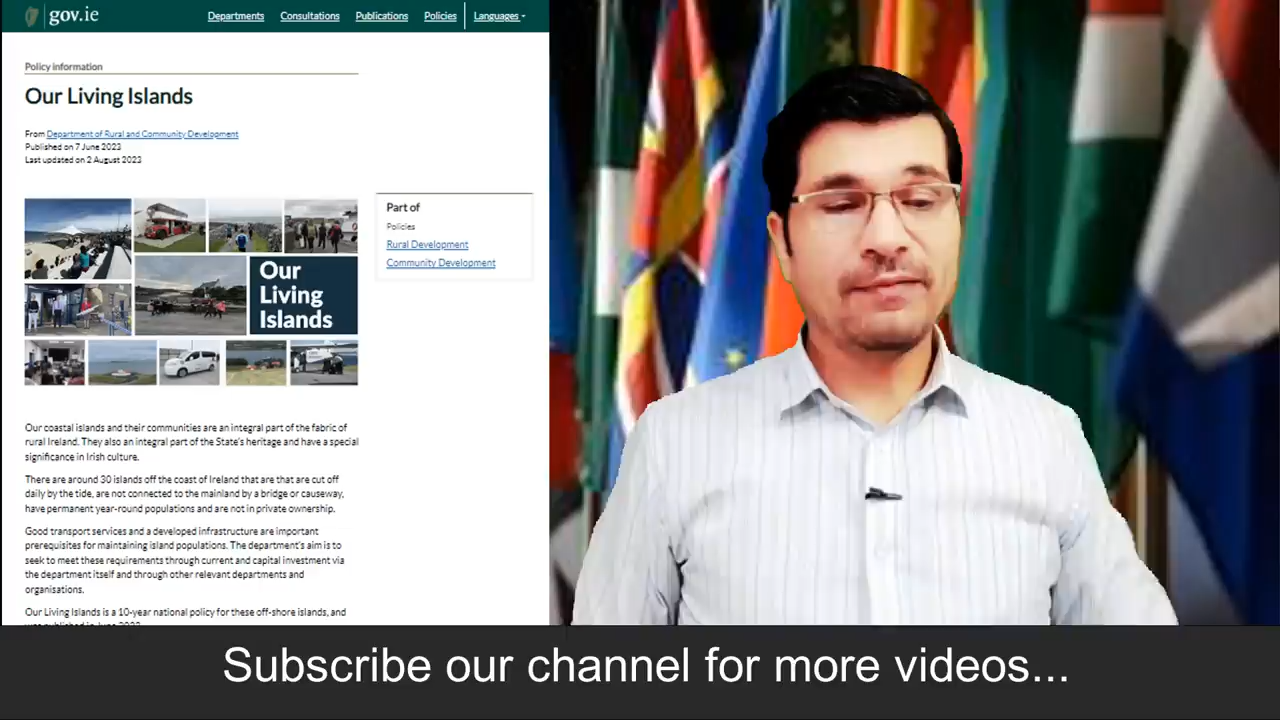 gov.ie
Departments
Consultations
Publications
Policies
Languages
Policy information
Our Living Islands
From Department of Rural and Community Development
Published on 7 June 2023
Last updated on 2 August 2023
Our
Living
Islands
Part of
Policies
Rural Development
Community Development
Our coastal islands and their communities are an integral part of the fabric of
rural Ireland. They also an integral part of the State's heritage and have a special
significance in Irish culture.
There are around 30 islands off the coast of Ireland that are that are cut off
daily by the tide, are not connected to the mainland by a bridge or causeway,
have permanent year-round populations and are not in private ownership.
Good transport services and a developed infrastructure are important
prerequisites for maintaining island populations. The department's aim is to
seek to meet these requirements through current and capital investment via
the department itself and through other relevant departments and
organisations.
Our Living Islands is a 10-year national policy for these off-shore islands, and
was published in June 2023
Subscribe our channel for more videos...